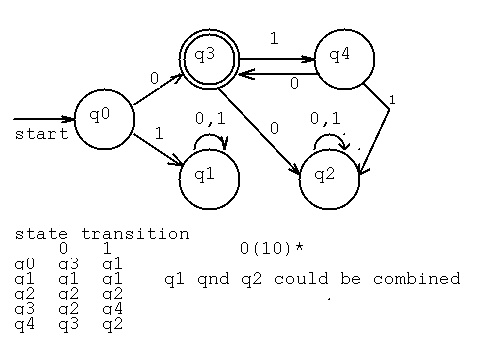 1
q3
q4
0
0
1
q0
0,1
0
0,1
start
1
q1
q2
state transition
0 1 0(10)*
q0 q3 q1
q1 q1 q1 q1 qnd q2 could be combined
q2 q2 q2
q3 q2 q4
q4 q3 q2